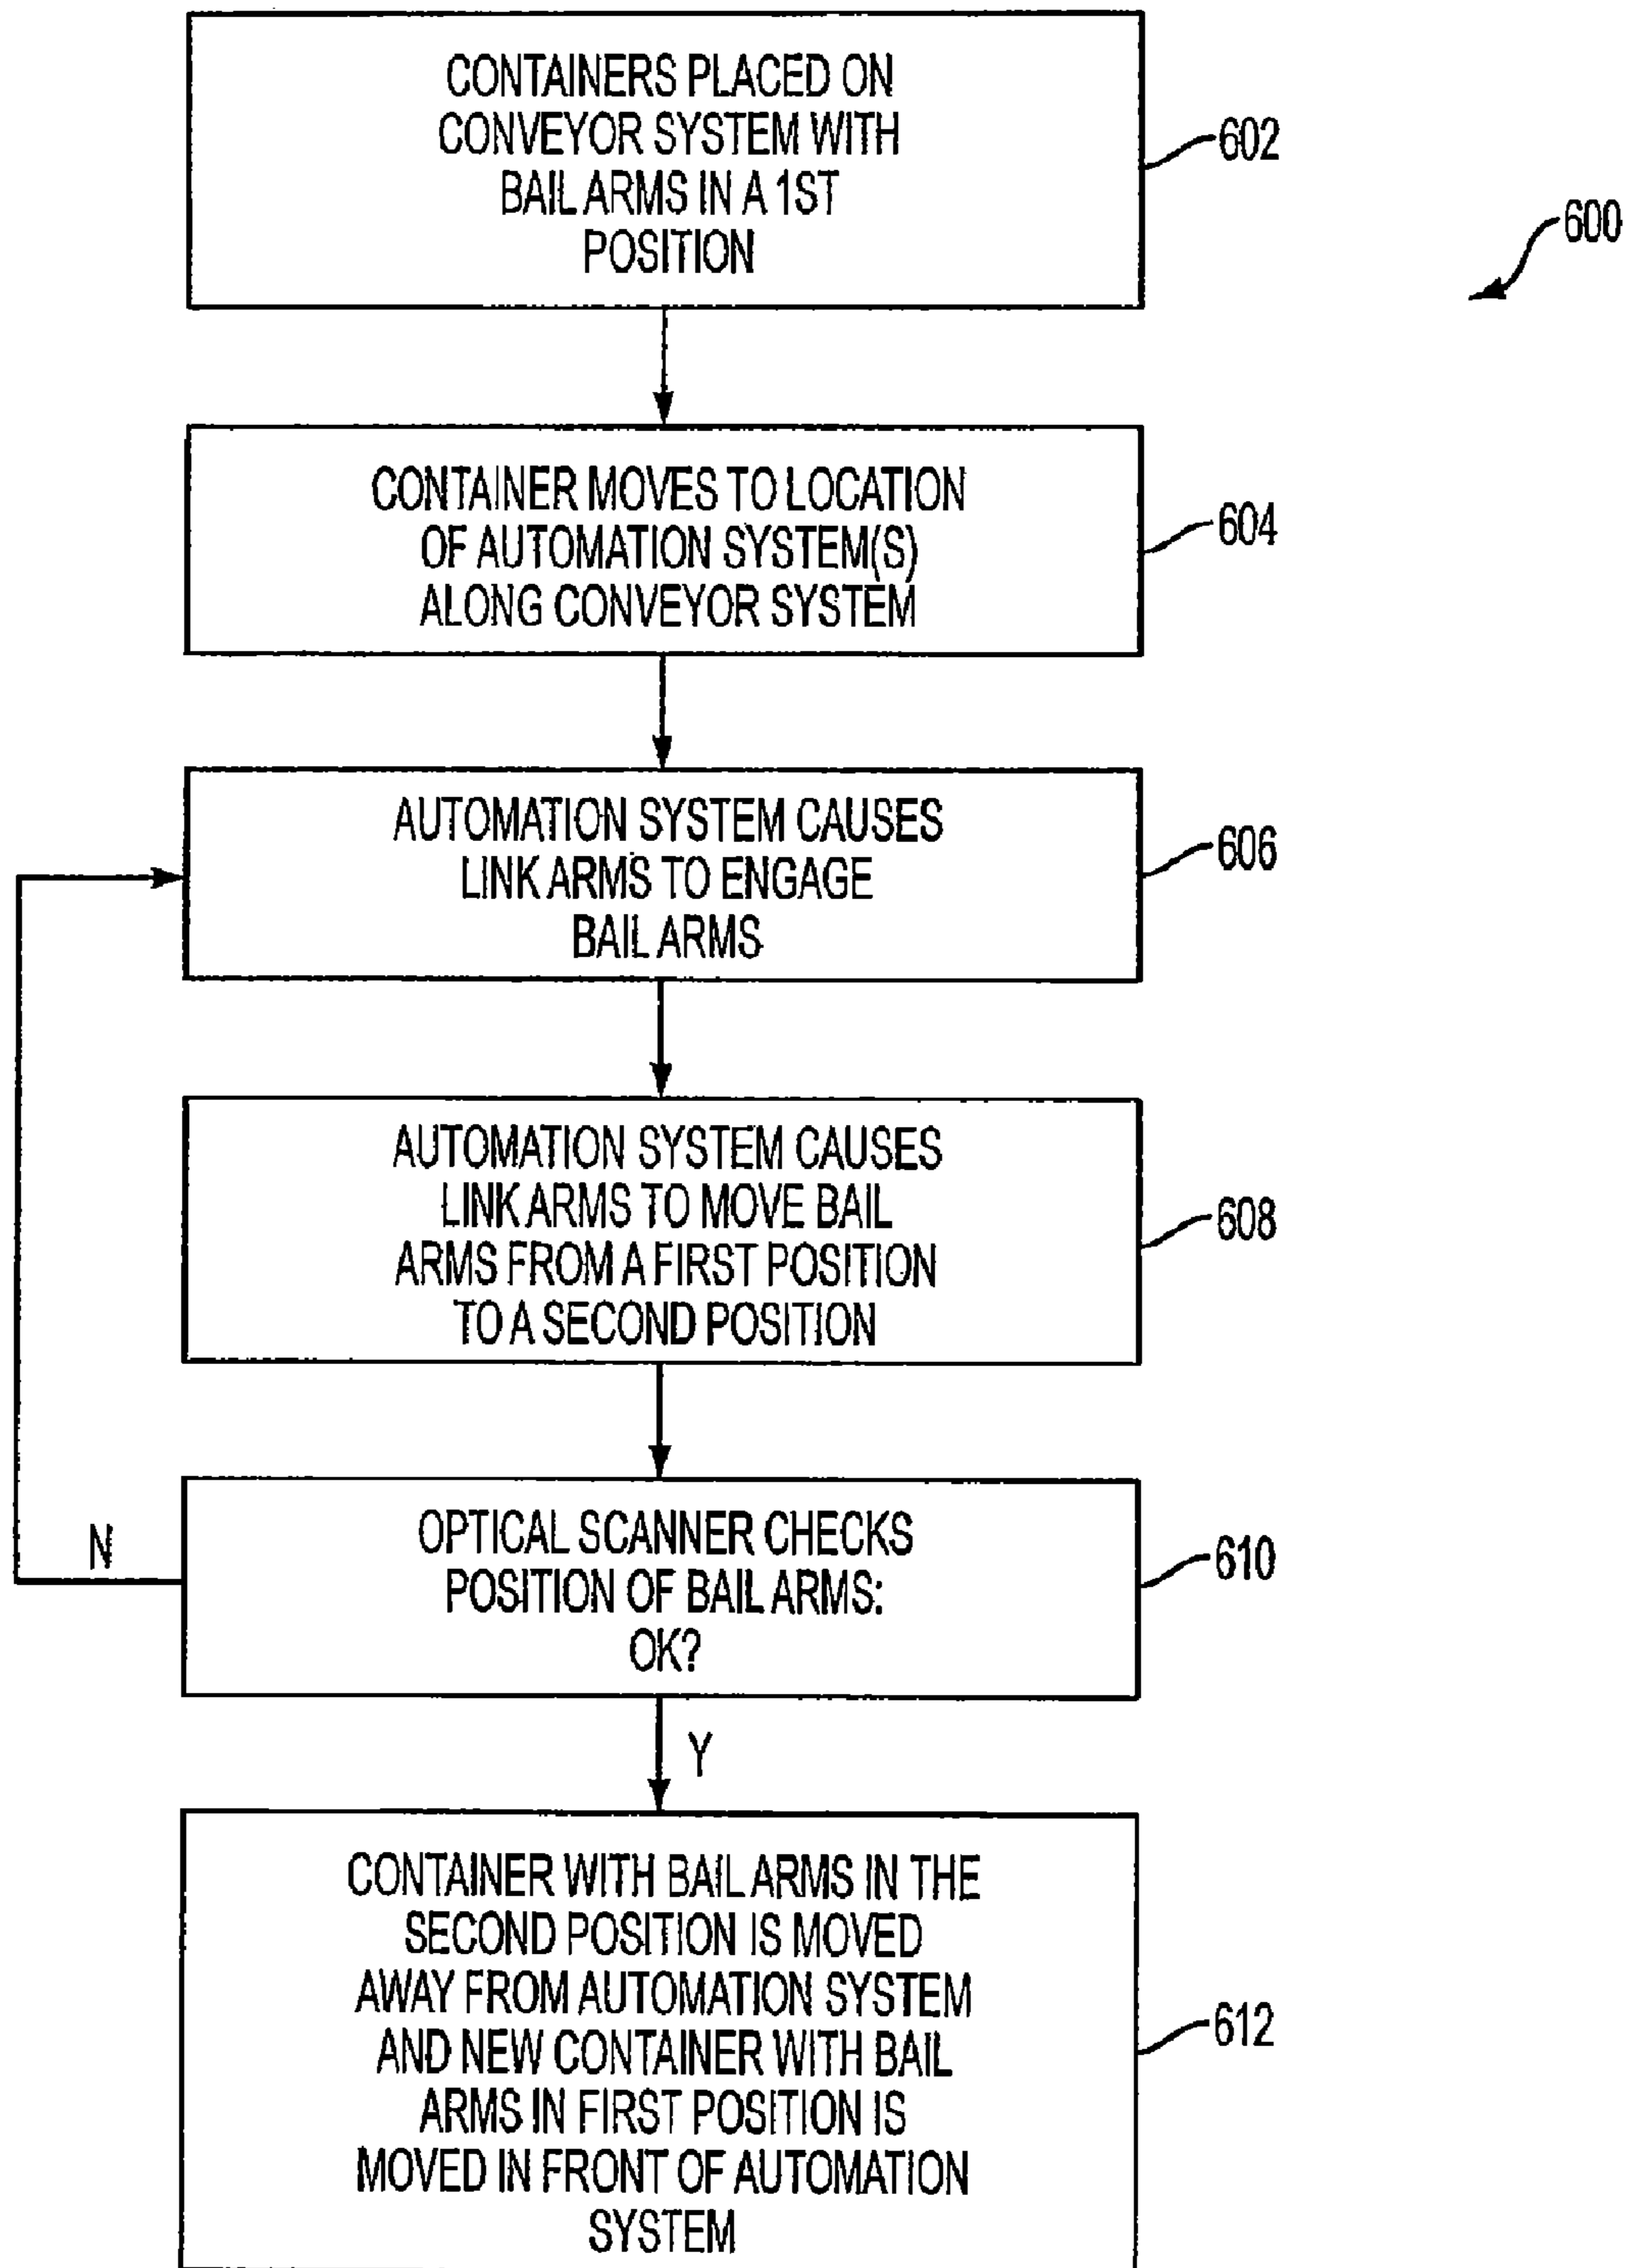 CONTAINERS PLACED ON
CONVEYOR SYSTEM WITH
BAIL ARMS IN A 1ST
POSITION
602
600
CONTAINER MOVES TO LOCATION
OF AUTOMATION SYSTEM(S)
ALONG CONVEYOR SYSTEM
604
AUTOMATION SYSTEM CAUSES
LINK ARMS TO ENGAGE
BAIL ARMS
606
AUTOMATION SYSTEM CAUSES
LINK ARMS TO MOVE BAIL
ARMS FROM A FIRST POSITION
TO A SECOND POSITION
608
N
OPTICAL SCANNER CHECKS
POSITION OF BAIL ARMS:
OK?
610
Y
CONTAINER WITH BAIL ARMS IN THE
SECOND POSITION IS MOVED
AWAY FROM AUTOMATION SYSTEM
AND NEW CONTAINER WITH BAIL
ARMS IN FIRST POSITION IS
MOVED IN FRONT OF AUTOMATION
SYSTEM
612